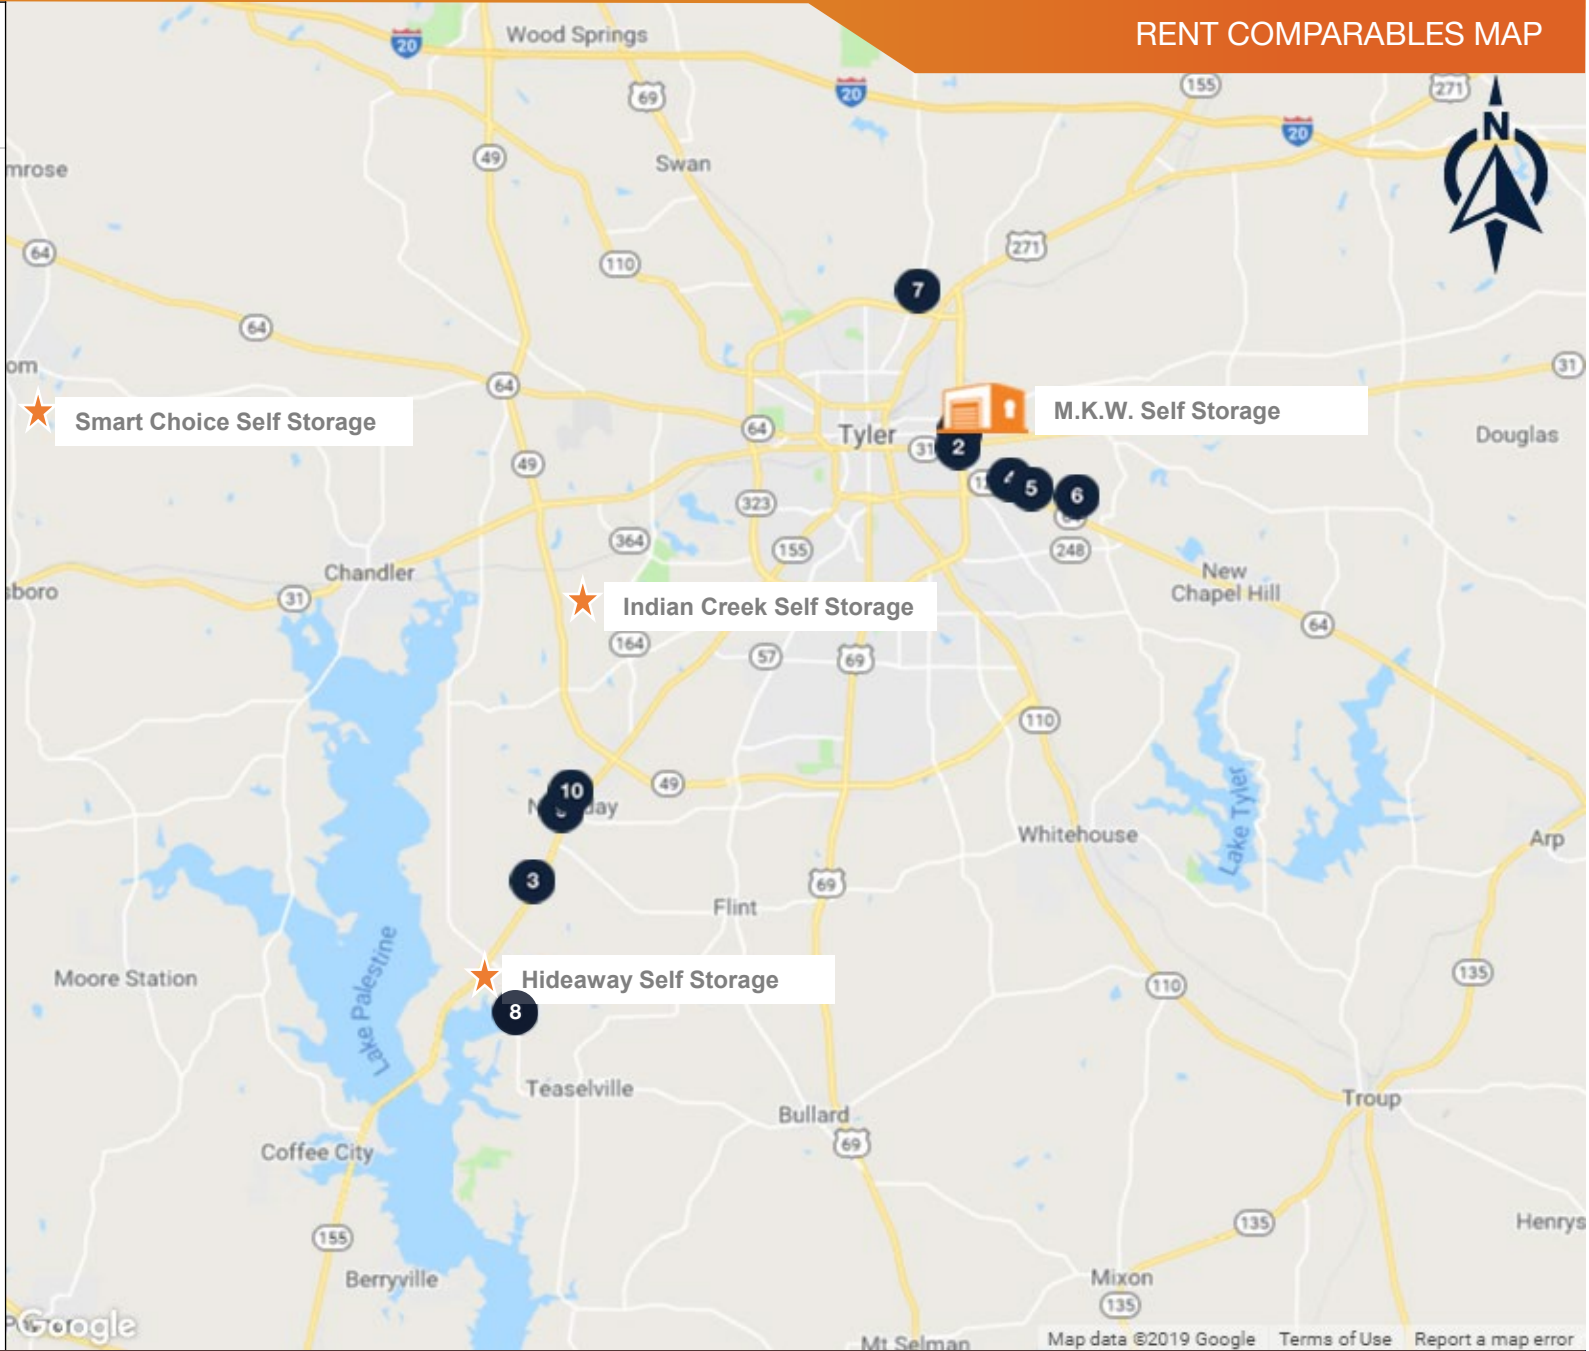 RENT COMPARABLES MAP
Wood Springs
20
69
20
155
271
20
N
49
Swan
mrose
64
110
271
7
64
om
64
31
Smart Choice Self Storage
M.K.W. Self Storage
64
Tyler
31
2
Douglas
49
4
5
6
323
364
155
248
Chandler
New
Chapel Hill
sboro
31
Indian Creek Self Storage
64
164
57
69
110
49
10
Lake Tyler
Whitehouse
Arp
3
69
Flint
Lake Palestine
Moore Station
Hideaway Self Storage
135
110
8
Teaselville
Bullard
Troup
69
Coffee City
155
135
Henrys
Berryville
Mixon
135
Google
Mt Selman
Map data ©2019 Google Terms of Use Report a map error